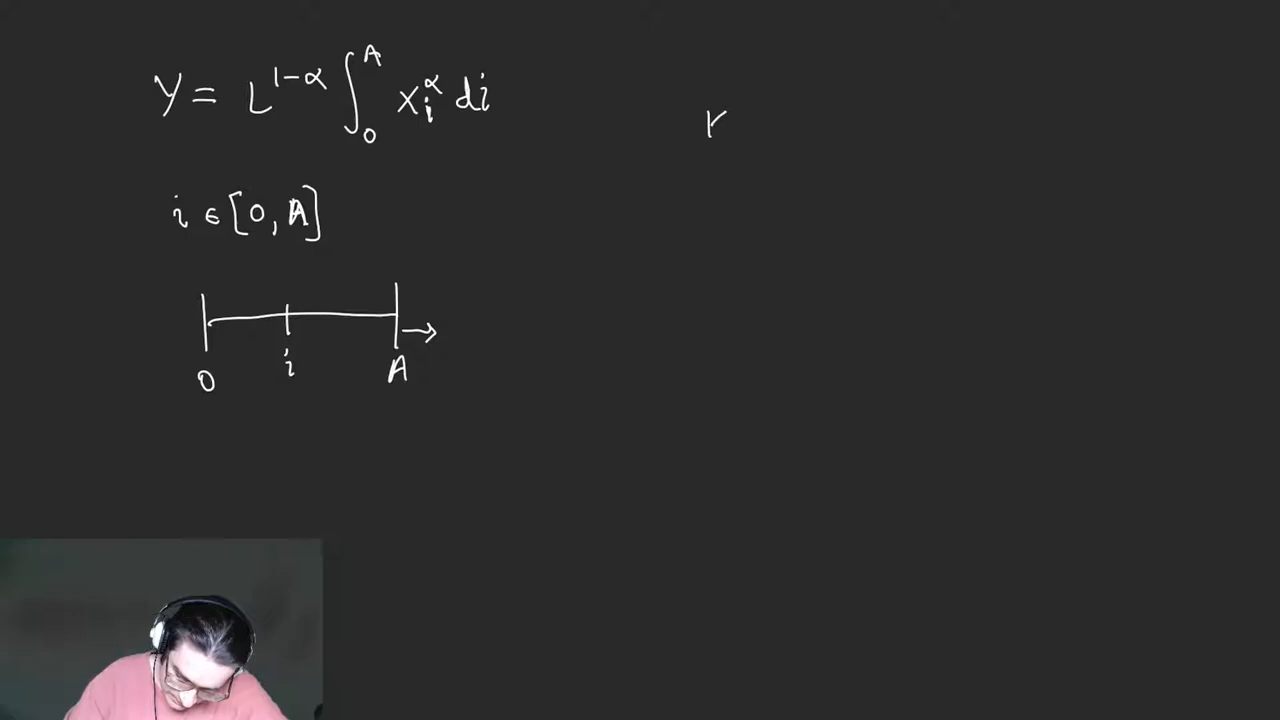 Y = L^{1-α} ∫_0^A x_i^α di
r
i ∈ [0, A]
0 i A